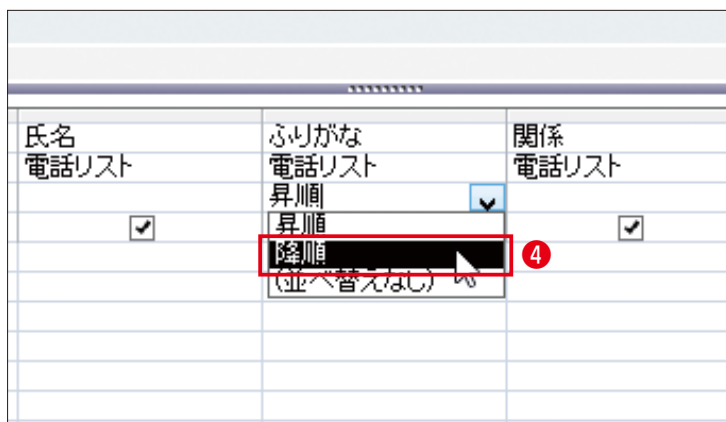 氏名 ふりがな 関係
電話リスト 電話リスト 電話リスト
昇順
昇順
降順 ❹
(並べ替えなし)